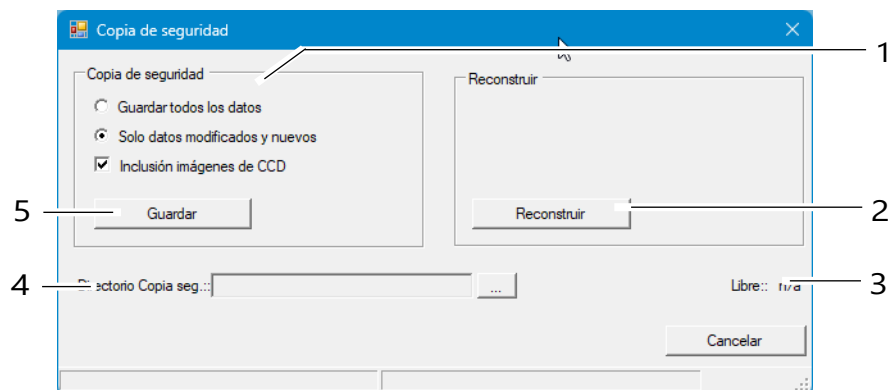 Copia de seguridad
1
Copia de seguridad
Reconstruir
Guardar todos los datos
Solo datos modificados y nuevos
Inclusión imágenes de CCD
5
Guardar
Reconstruir
2
4
Directorio Copia seg.::
...
Libre:: n/a
3
Cancelar